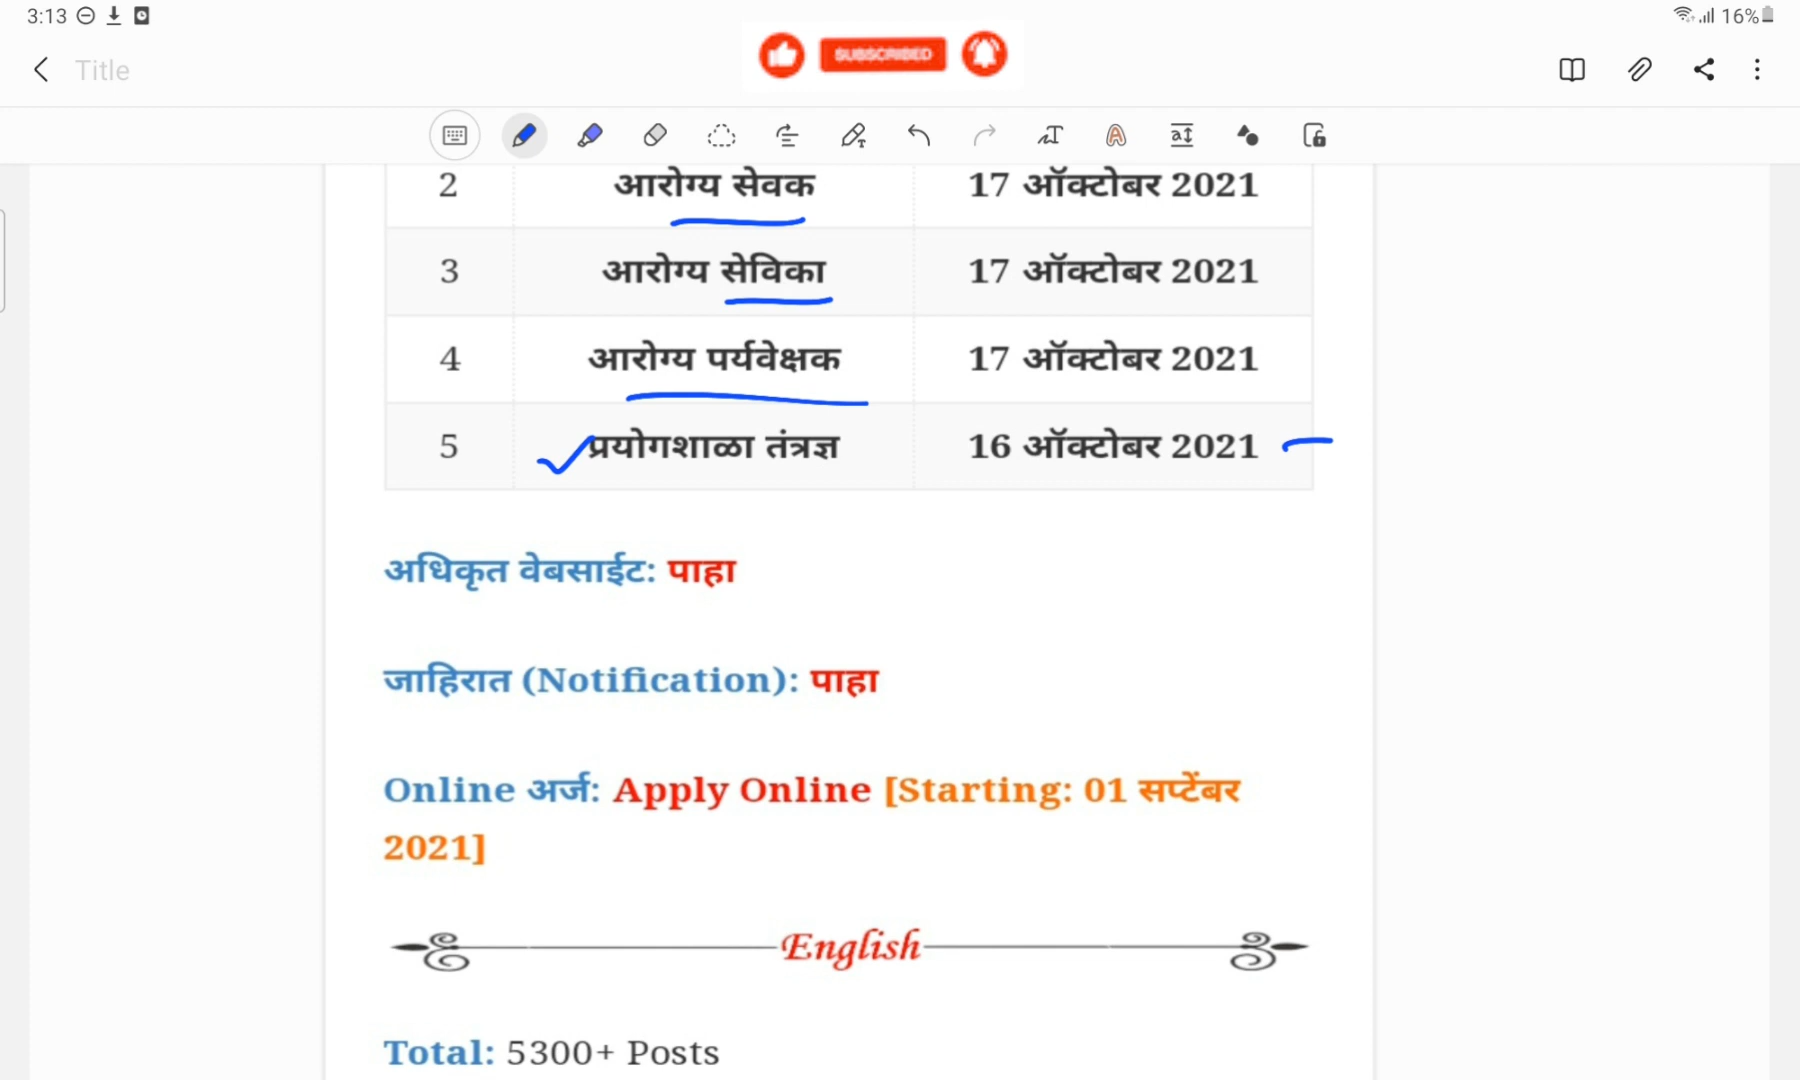 3:13
16%
Title
SUBSCRIBED
2 आरोग्य सेवक 17 ऑक्टोबर 2021
3 आरोग्य सेविका 17 ऑक्टोबर 2021
4 आरोग्य पर्यवेक्षक 17 ऑक्टोबर 2021
5 प्रयोगशाळा तंत्रज्ञ 16 ऑक्टोबर 2021
अधिकृत वेबसाईट: पाहा
जाहिरात (Notification): पाहा
Online अर्ज: Apply Online [Starting: 01 सप्टेंबर
2021]
English
Total: 5300+ Posts